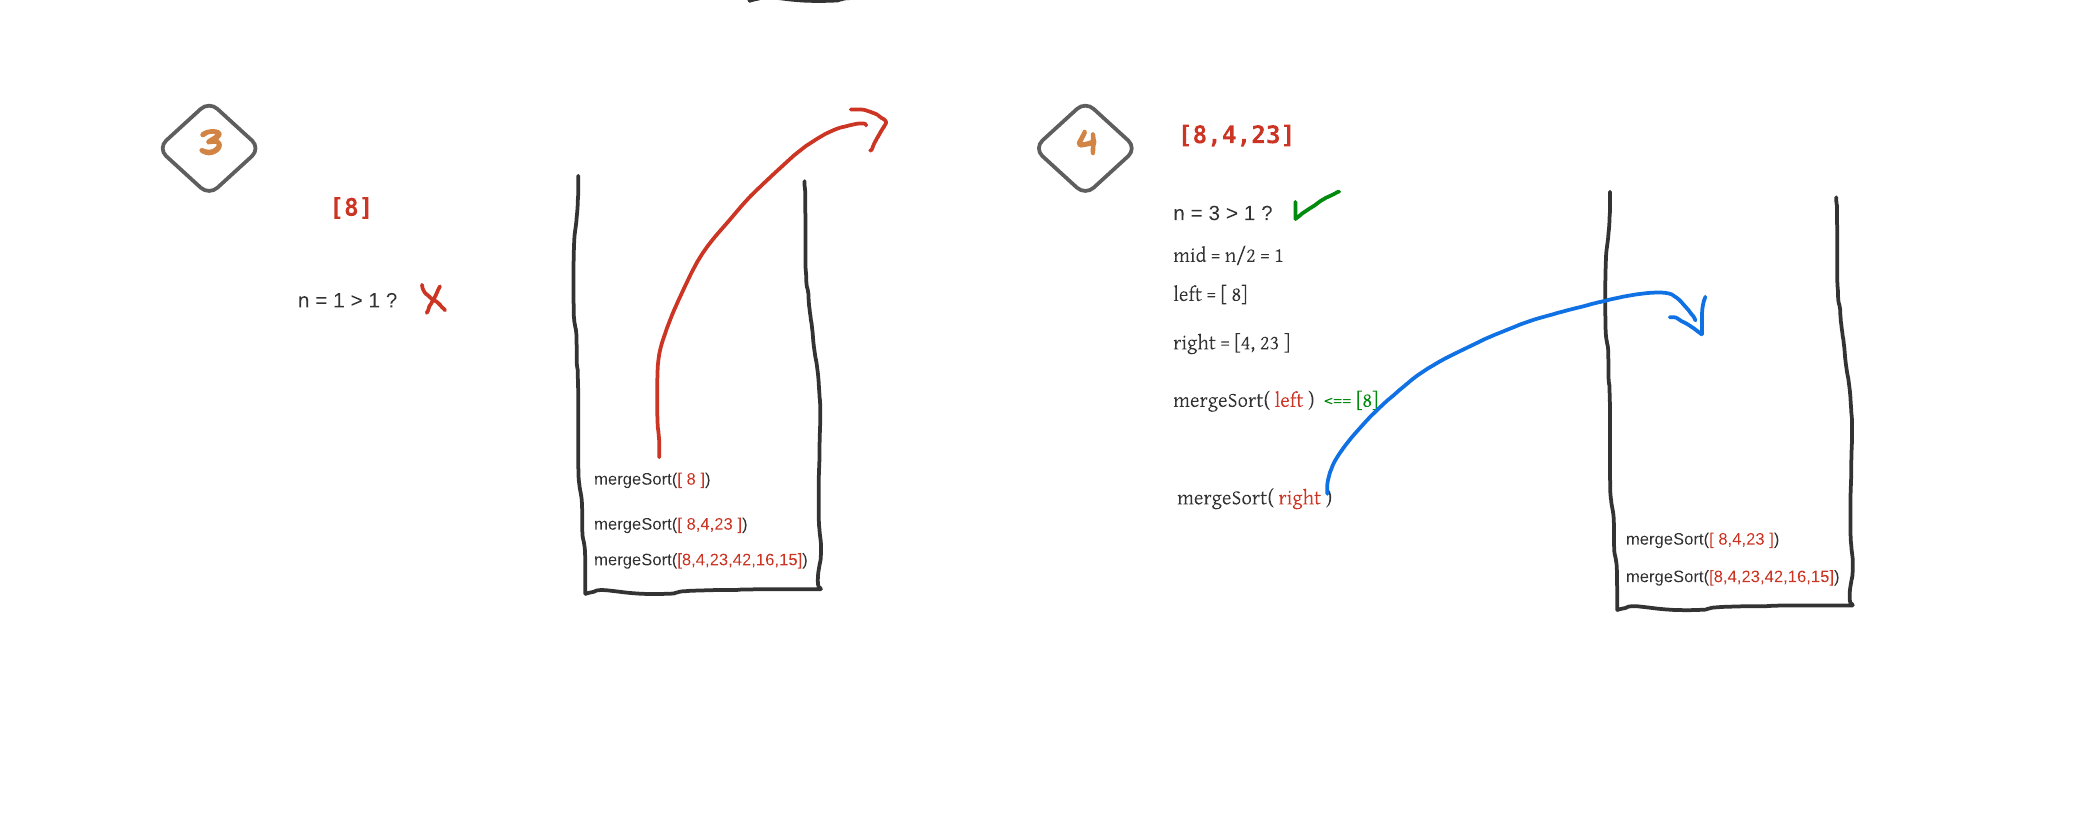 3
[8]
n = 1 > 1 ?
mergeSort([ 8 ])
mergeSort([ 8,4,23 ])
mergeSort([8,4,23,42,16,15])
4
[8,4,23]
n = 3 > 1 ?
mid = n/2 = 1
left = [ 8]
right = [4, 23 ]
mergeSort( left ) <== [8]
mergeSort( right )
mergeSort([ 8,4,23 ])
mergeSort([8,4,23,42,16,15])